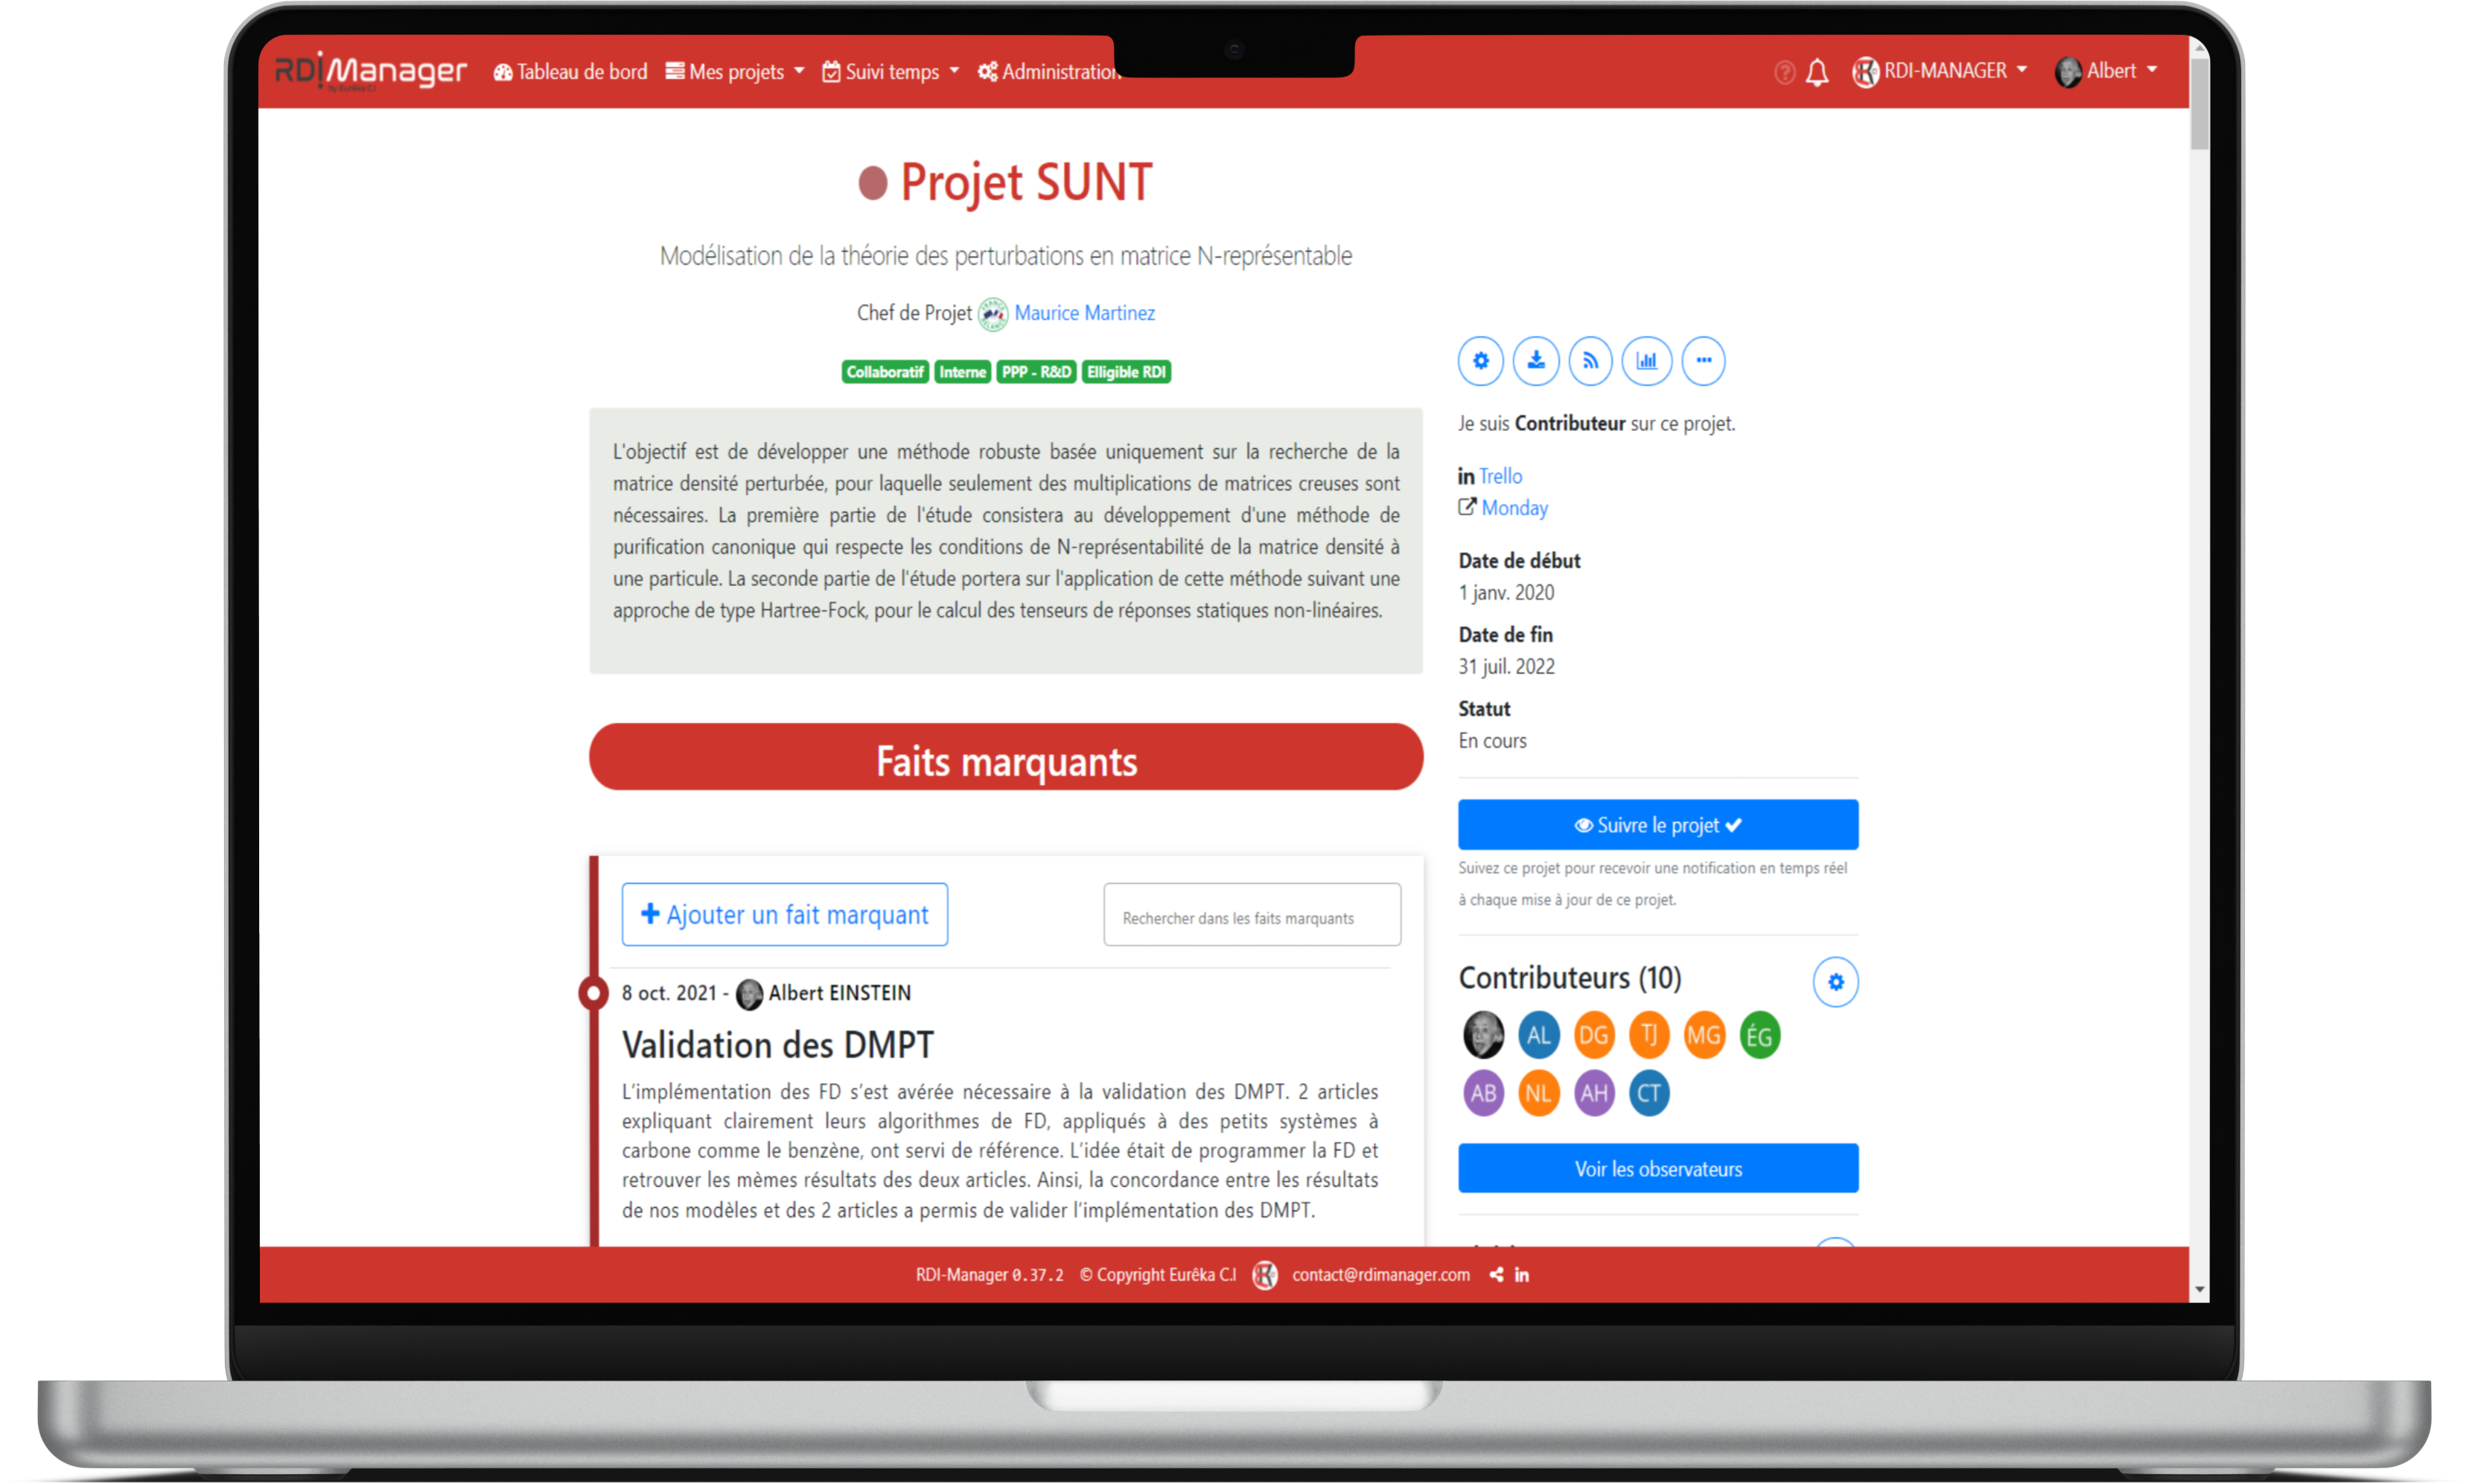 RDI Manager
by Eurêka C.I
Tableau de bord
Mes projets
Suivi temps
Administration
RDI-MANAGER
Albert
Projet SUNT
Modélisation de la théorie des perturbations en matrice N-représentable
Chef de Projet Maurice Martinez
Collaboratif Interne PPP - R&D Elligible RDI
L'objectif est de développer une méthode robuste basée uniquement sur la recherche de la
matrice densité perturbée, pour laquelle seulement des multiplications de matrices creuses sont
nécessaires. La première partie de l'étude consistera au développement d'une méthode de
purification canonique qui respecte les conditions de N-représentabilité de la matrice densité à
une particule. La seconde partie de l'étude portera sur l'application de cette méthode suivant une
approche de type Hartree-Fock, pour le calcul des tenseurs de réponses statiques non-linéaires.
Faits marquants
+ Ajouter un fait marquant
Rechercher dans les faits marquants
8 oct. 2021 - Albert EINSTEIN
Validation des DMPT
L'implémentation des FD s'est avérée nécessaire à la validation des DMPT. 2 articles
expliquant clairement leurs algorithmes de FD, appliqués à des petits systèmes à
carbone comme le benzène, ont servi de référence. L'idée était de programmer la FD et
retrouver les mèmes résultats des deux articles. Ainsi, la concordance entre les résultats
de nos modèles et des 2 articles a permis de valider l'implémentation des DMPT.
Je suis Contributeur sur ce projet.
in Trello
Monday
Date de début
1 janv. 2020
Date de fin
31 juil. 2022
Statut
En cours
Suivre le projet
Suivez ce projet pour recevoir une notification en temps réel
à chaque mise à jour de ce projet.
Contributeurs (10)
AL DG TJ MG ÉG
AB NL AH CT
Voir les observateurs
RDI-Manager 0.37.2 © Copyright Eurêka C.I contact@rdimanager.com in